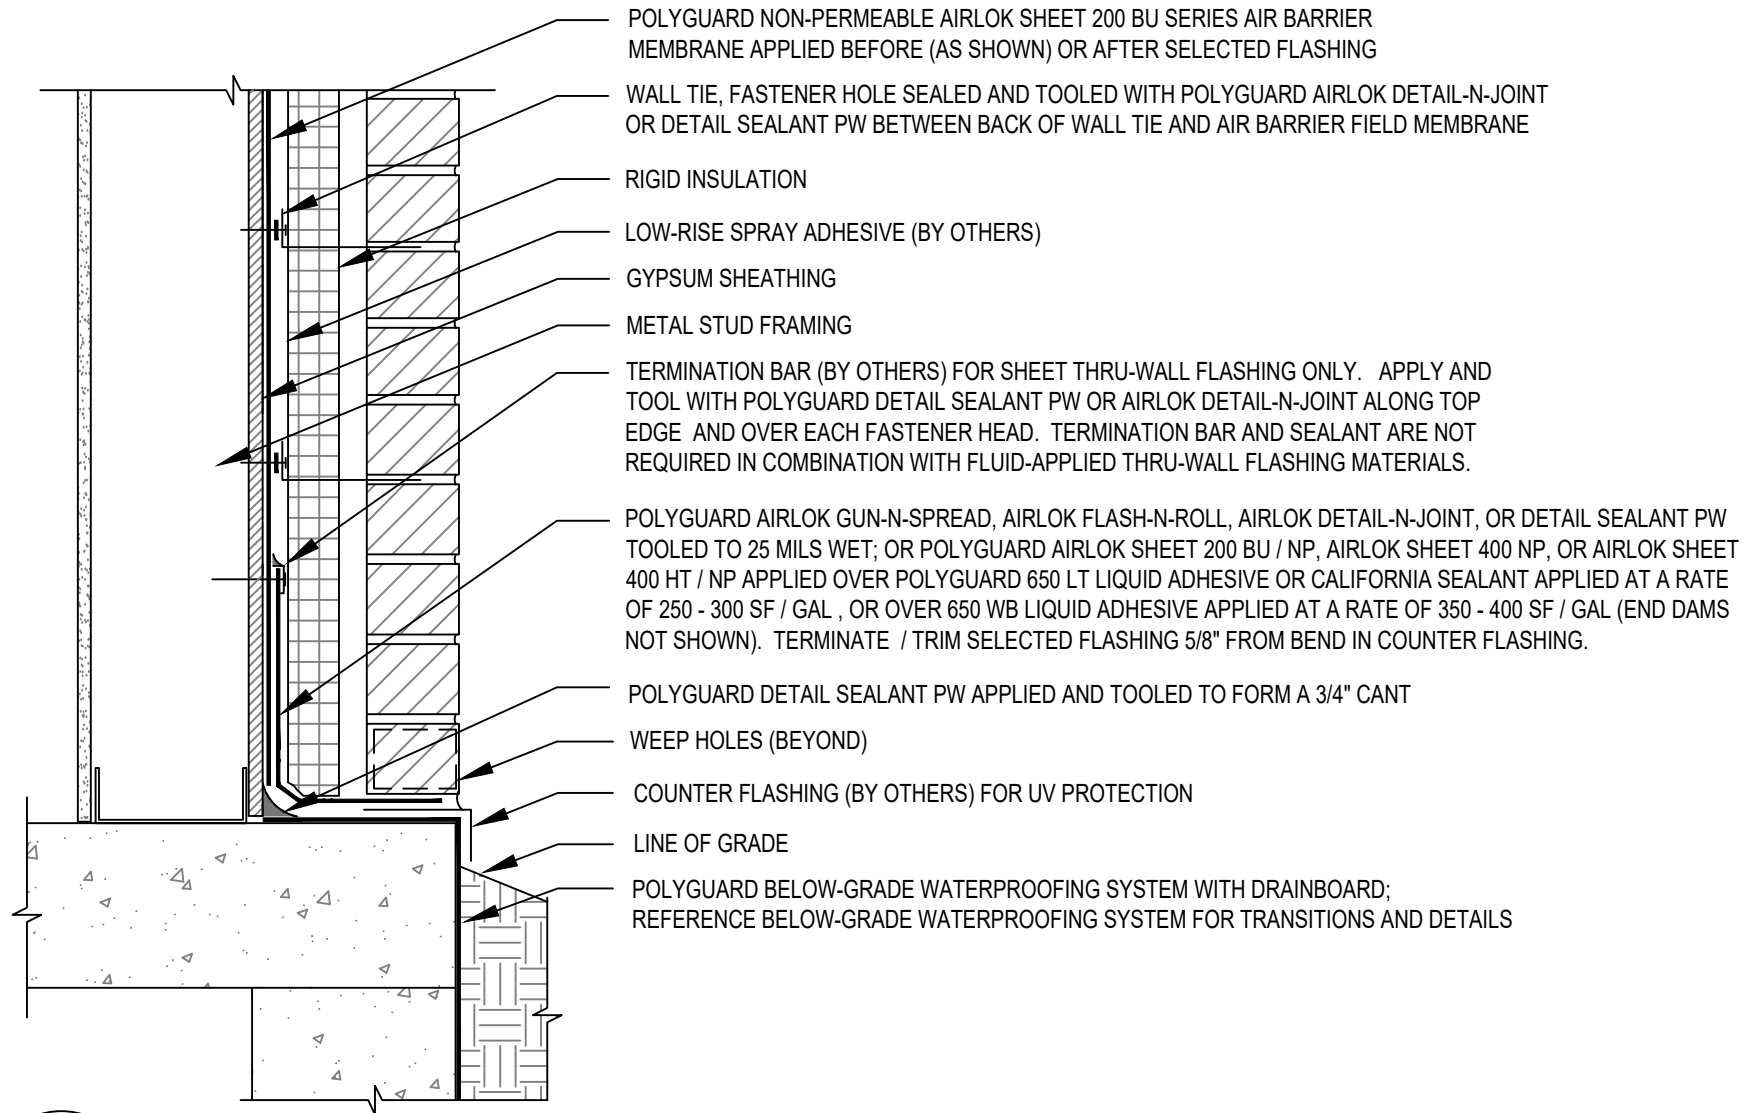 POLYGUARD NON-PERMEABLE AIRLOK SHEET 200 BU SERIES AIR BARRIER
MEMBRANE APPLIED BEFORE (AS SHOWN) OR AFTER SELECTED FLASHING
WALL TIE, FASTENER HOLE SEALED AND TOOLED WITH POLYGUARD AIRLOK DETAIL-N-JOINT
OR DETAIL SEALANT PW BETWEEN BACK OF WALL TIE AND AIR BARRIER FIELD MEMBRANE
RIGID INSULATION
LOW-RISE SPRAY ADHESIVE (BY OTHERS)
GYPSUM SHEATHING
METAL STUD FRAMING
TERMINATION BAR (BY OTHERS) FOR SHEET THRU-WALL FLASHING ONLY. APPLY AND
TOOL WITH POLYGUARD DETAIL SEALANT PW OR AIRLOK DETAIL-N-JOINT ALONG TOP
EDGE AND OVER EACH FASTENER HEAD. TERMINATION BAR AND SEALANT ARE NOT
REQUIRED IN COMBINATION WITH FLUID-APPLIED THRU-WALL FLASHING MATERIALS.
POLYGUARD AIRLOK GUN-N-SPREAD, AIRLOK FLASH-N-ROLL, AIRLOK DETAIL-N-JOINT, OR DETAIL SEALANT PW
TOOLED TO 25 MILS WET; OR POLYGUARD AIRLOK SHEET 200 BU / NP, AIRLOK SHEET 400 NP, OR AIRLOK SHEET
400 HT / NP APPLIED OVER POLYGUARD 650 LT LIQUID ADHESIVE OR CALIFORNIA SEALANT APPLIED AT A RATE
OF 250 - 300 SF / GAL , OR OVER 650 WB LIQUID ADHESIVE APPLIED AT A RATE OF 350 - 400 SF / GAL (END DAMS
NOT SHOWN). TERMINATE / TRIM SELECTED FLASHING 5/8" FROM BEND IN COUNTER FLASHING.
POLYGUARD DETAIL SEALANT PW APPLIED AND TOOLED TO FORM A 3/4" CANT
WEEP HOLES (BEYOND)
COUNTER FLASHING (BY OTHERS) FOR UV PROTECTION
LINE OF GRADE
POLYGUARD BELOW-GRADE WATERPROOFING SYSTEM WITH DRAINBOARD;
REFERENCE BELOW-GRADE WATERPROOFING SYSTEM FOR TRANSITIONS AND DETAILS